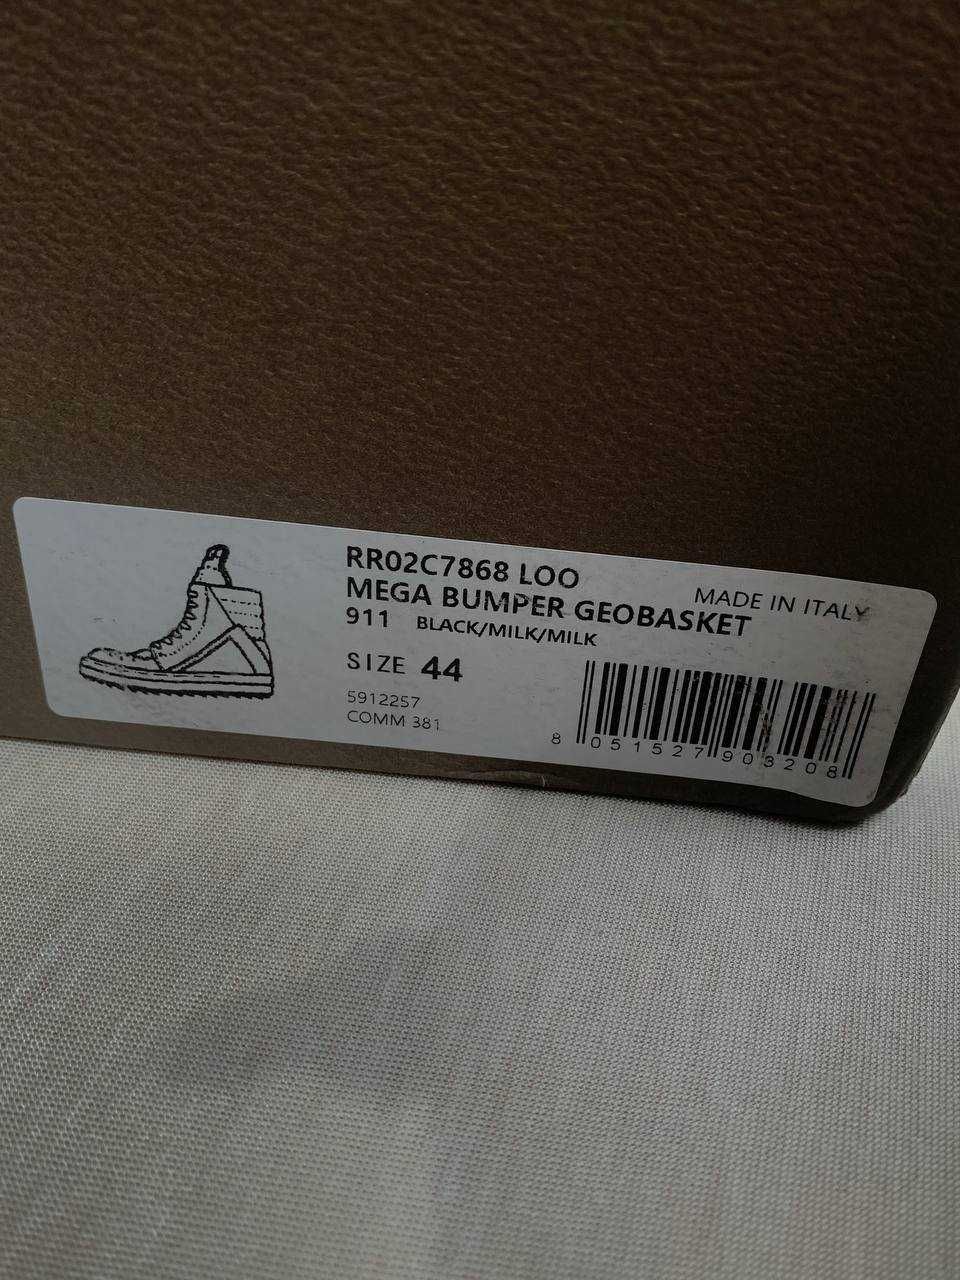 RR02C7868 LOO
MEGA BUMPER GEOBASKET
MADE IN ITALY
911 BLACK/MILK/MILK
SIZE 44
5912257
COMM 381
8 051527 903208